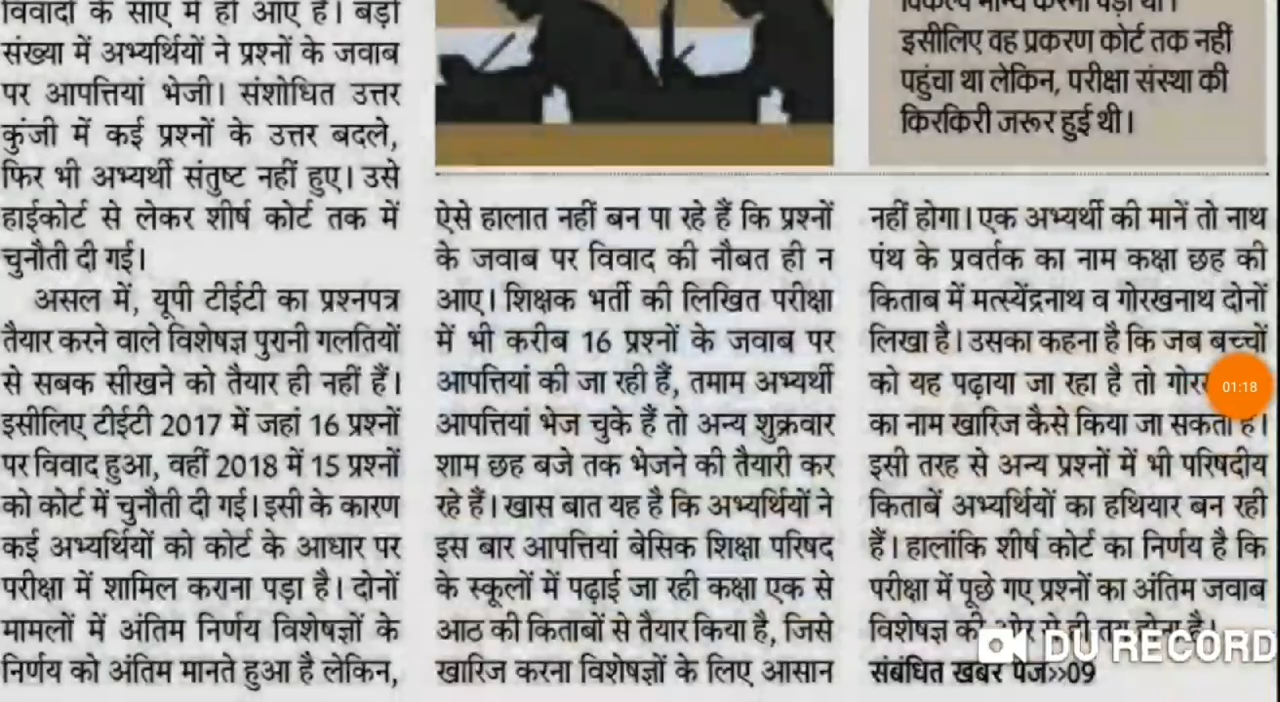 विवादों के साए में ही आए हैं। बड़ी
संख्या में अभ्यर्थियों ने प्रश्नों के जवाब
पर आपत्तियां भेजी। संशोधित उत्तर
कुंजी में कई प्रश्नों के उत्तर बदले,
फिर भी अभ्यर्थी संतुष्ट नहीं हुए। उसे
हाईकोर्ट से लेकर शीर्ष कोर्ट तक में
चुनौती दी गई।
असल में, यूपी टीईटी का प्रश्नपत्र
तैयार करने वाले विशेषज्ञ पुरानी गलतियों
से सबक सीखने को तैयार ही नहीं हैं।
इसीलिए टीईटी 2017 में जहां 16 प्रश्नों
पर विवाद हुआ, वहीं 2018 में 15 प्रश्नों
को कोर्ट में चुनौती दी गई। इसी के कारण
कई अभ्यर्थियों को कोर्ट के आधार पर
परीक्षा में शामिल कराना पड़ा है। दोनों
मामलों में अंतिम निर्णय विशेषज्ञों के
निर्णय को अंतिम मानते हुआ है लेकिन,
ऐसे हालात नहीं बन पा रहे हैं कि प्रश्नों
के जवाब पर विवाद की नौबत ही न
आए। शिक्षक भर्ती की लिखित परीक्षा
में भी करीब 16 प्रश्नों के जवाब पर
आपत्तियां की जा रही हैं, तमाम अभ्यर्थी
आपत्तियां भेज चुके हैं तो अन्य शुक्रवार
शाम छह बजे तक भेजने की तैयारी कर
रहे हैं। खास बात यह है कि अभ्यर्थियों ने
इस बार आपत्तियां बेसिक शिक्षा परिषद
के स्कूलों में पढ़ाई जा रही कक्षा एक से
आठ की किताबों से तैयार किया है, जिसे
खारिज करना विशेषज्ञों के लिए आसान
विकल्प मान्य करना पड़ा था।
इसीलिए वह प्रकरण कोर्ट तक नहीं
पहुंचा था लेकिन, परीक्षा संस्था की
किरकिरी जरूर हुई थी।
नहीं होगा। एक अभ्यर्थी की मानें तो नाथ
पंथ के प्रवर्तक का नाम कक्षा छह की
किताब में मत्स्येंद्रनाथ व गोरखनाथ दोनों
लिखा है। उसका कहना है कि जब बच्चों
को यह पढ़ाया जा रहा है तो
का नाम खारिज कैसे किया जा सकता है।
इसी तरह से अन्य प्रश्नों में भी परिषदीय
किताबें अभ्यर्थियों का हथियार बन रही
हैं। हालांकि शीर्ष कोर्ट का निर्णय है कि
परीक्षा में पूछे गए प्रश्नों का अंतिम जवाब
विशेषज्ञ की ओर से ही तय होना है।
संबंधित खबर पेज>>09
01:18
DU RECORD